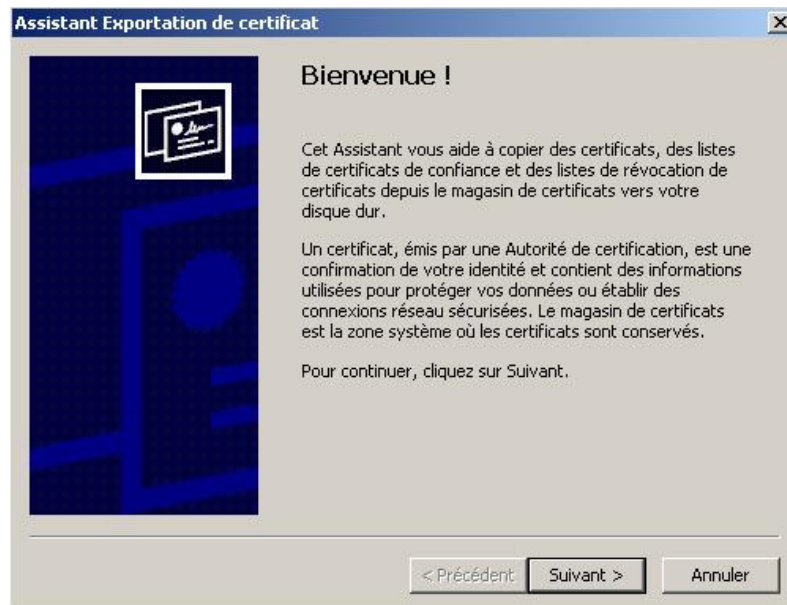 Assistant Exportation de certificat
Bienvenue !
Cet Assistant vous aide à copier des certificats, des listes
de certificats de confiance et des listes de révocation de
certificats depuis le magasin de certificats vers votre
disque dur.
Un certificat, émis par une Autorité de certification, est une
confirmation de votre identité et contient des informations
utilisées pour protéger vos données ou établir des
connexions réseau sécurisées. Le magasin de certificats
est la zone système où les certificats sont conservés.
Pour continuer, cliquez sur Suivant.
< Précédent Suivant > Annuler